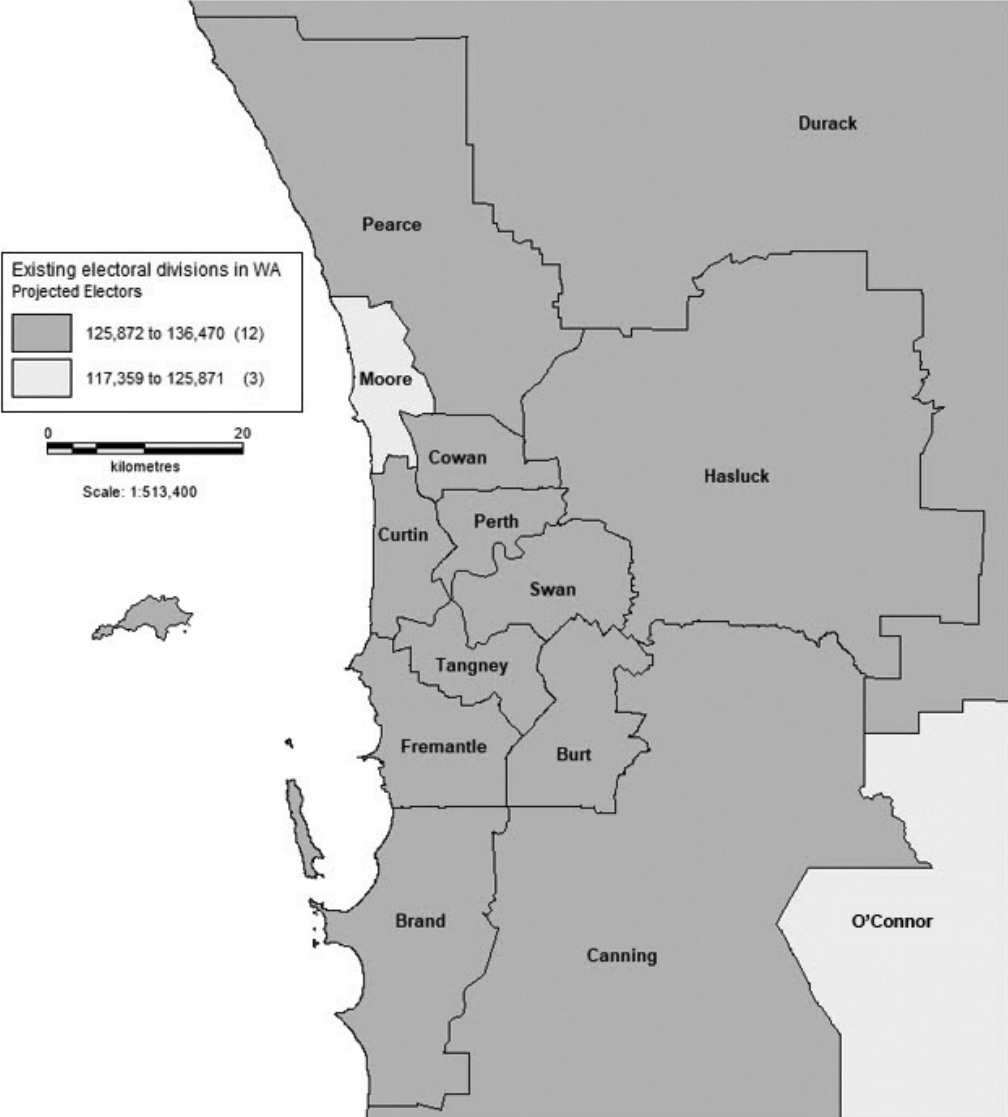 Durack
Pearce
Existing electoral divisions in WA
Projected Electors
125,872 to 136,470 (12)
117,359 to 125,871 (3)
Moore
0 20
kilometres
Scale: 1:513,400
Cowan
Hasluck
Perth
Curtin
Swan
Tangney
Fremantle
Burt
Brand
O'Connor
Canning